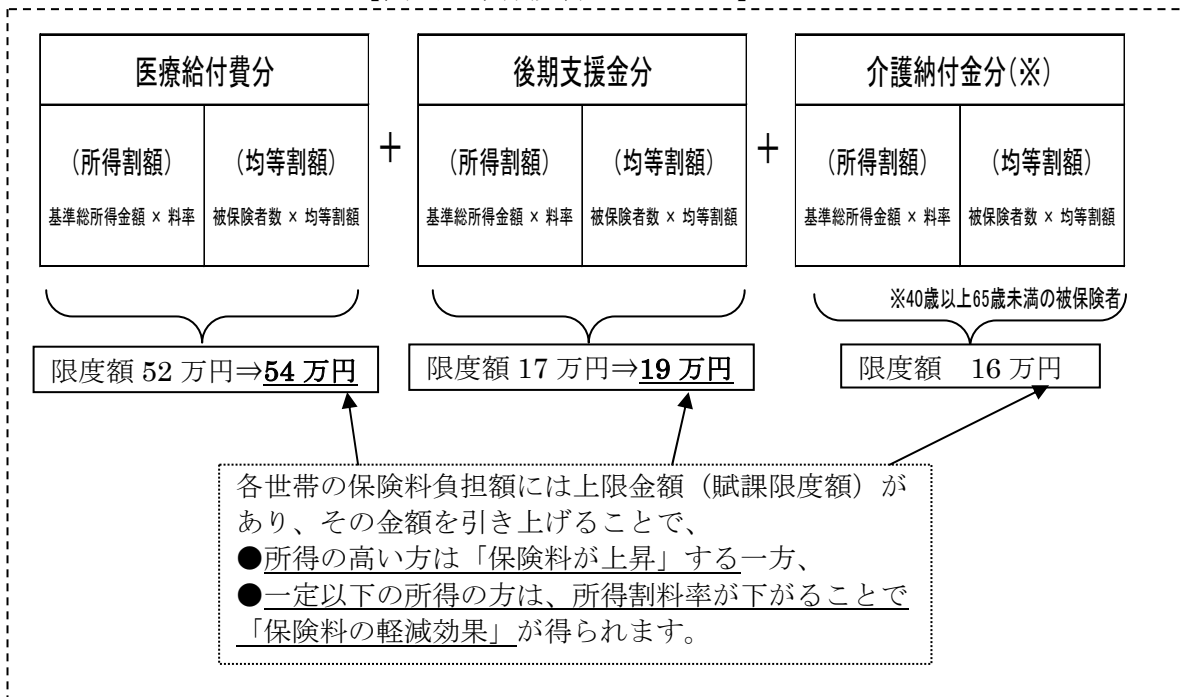 医療給付費分
(所得割額)
基準総所得金額 × 料率
(均等割額)
被保険者数 × 均等割額
+
後期支援金分
(所得割額)
基準総所得金額 × 料率
(均等割額)
被保険者数 × 均等割額
+
介護納付金分(※)
(所得割額)
基準総所得金額 × 料率
(均等割額)
被保険者数 × 均等割額
※40歳以上65歳未満の被保険者
限度額 52 万円⇒54 万円
限度額 17 万円⇒19 万円
限度額　16 万円
各世帯の保険料負担額には上限金額（賦課限度額）が
あり、その金額を引き上げることで、
●所得の高い方は「保険料が上昇」する一方、
●一定以下の所得の方は、所得割料率が下がることで
「保険料の軽減効果」が得られます。